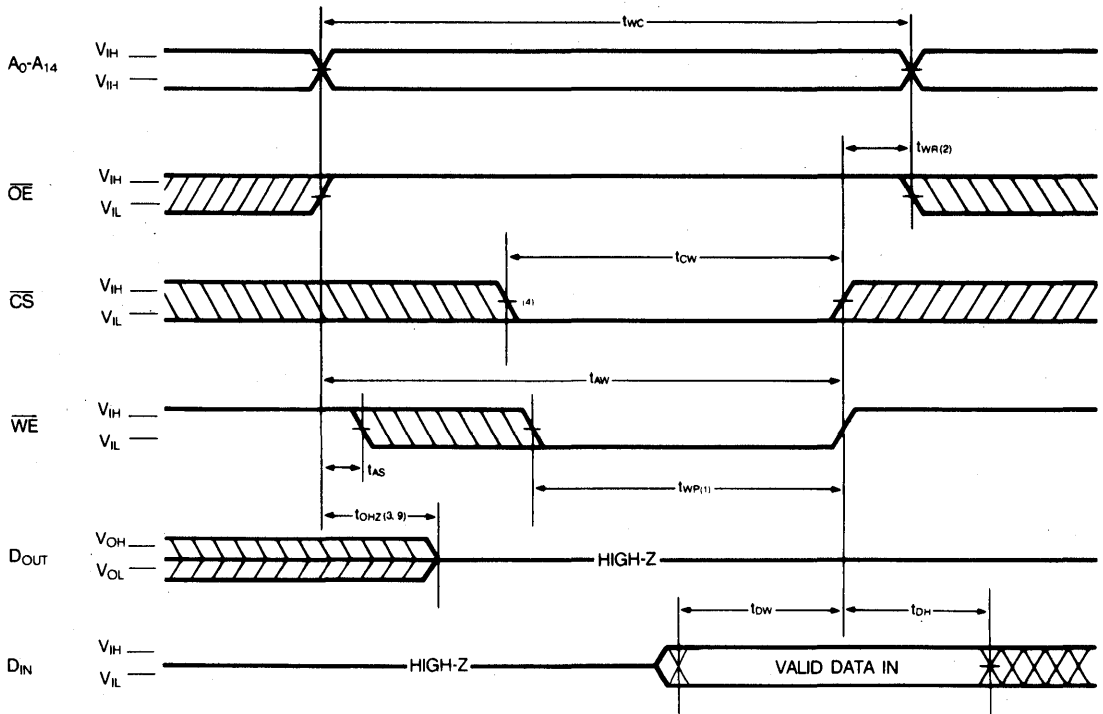 tWC
A0-A14
VIH
VIH
tWR(2)
OE
VIH
VIL
tCW
CS
VIH
VIL
(4)
tAW
WE
VIH
VIL
tAS
tWP(1)
tOHZ(3, 9)
DOUT
VOH
VOL
HIGH-Z
tDW
tDH
DIN
VIH
VIL
HIGH-Z
VALID DATA IN